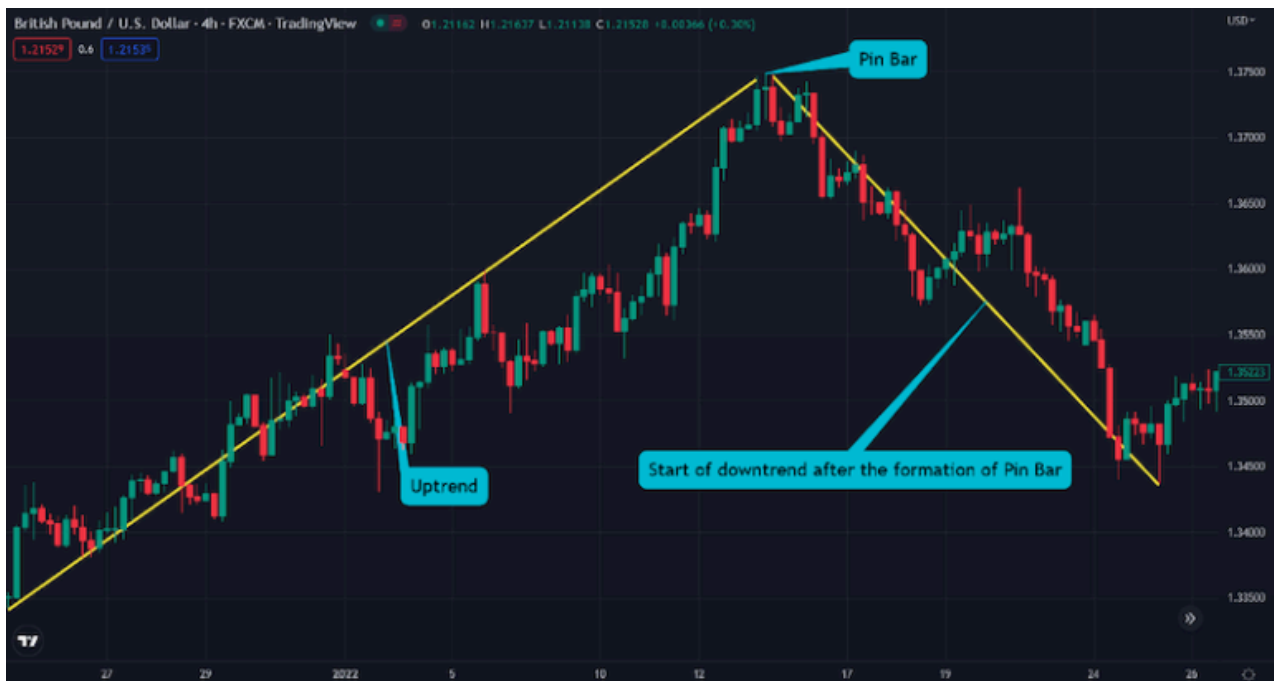 British Pound / U.S. Dollar · 4h · FXCM · TradingView
O1.21162 H1.21637 L1.21138 C1.21528 +0.00366 (+0.30%)
USD
1.21529 0.6 1.21535
Pin Bar
1.37500
1.37000
1.36500
1.36000
1.35500
1.35223
1.35000
Start of downtrend after the formation of Pin Bar
1.34500
Uptrend
1.34000
1.33500
27 29 2022 5 10 12 17 19 24 26